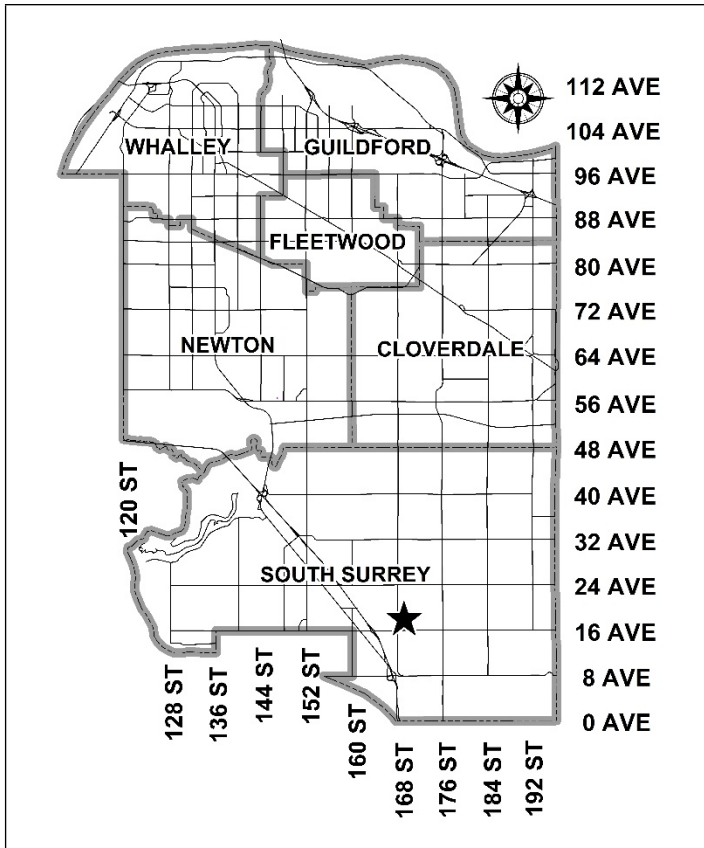 112 AVE
104 AVE
WHALLEY
GUILDFORD
96 AVE
88 AVE
FLEETWOOD
80 AVE
72 AVE
NEWTON
CLOVERDALE
64 AVE
56 AVE
48 AVE
120 ST
40 AVE
32 AVE
SOUTH SURREY
24 AVE
16 AVE
8 AVE
0 AVE
128 ST
136 ST
144 ST
152 ST
160 ST
168 ST
176 ST
184 ST
192 ST